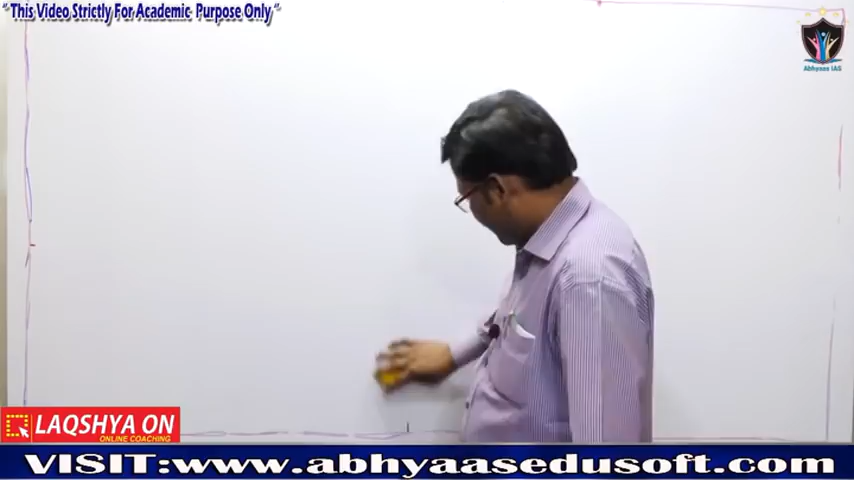 “This Video Strictly For Academic Purpose Only“
Abhyaas IAS
LAQSHYA ON
ONLINE COACHING
VISIT:www.abhyaasedusoft.com